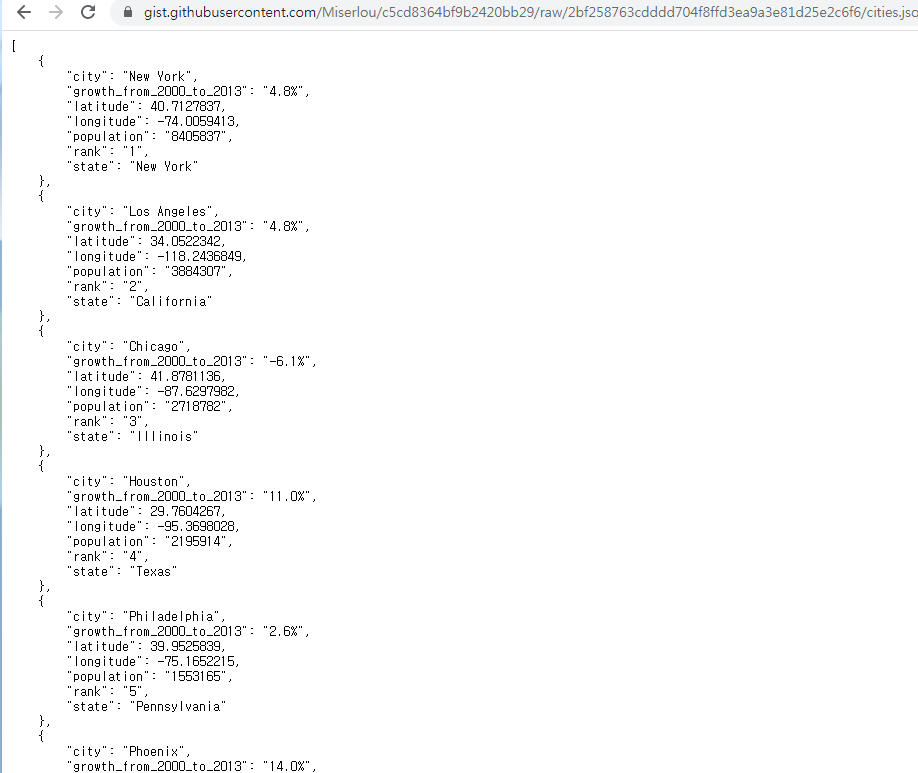 gist.githubusercontent.com/Miserlou/c5cd8364bf9b2420bb29/raw/2bf258763cdddd704f8ffd3ea9a3e81d25e2c6f6/cities.jso
[
{
"city": "New York",
"growth_from_2000_to_2013": "4.8%",
"latitude": 40.7127837,
"longitude": -74.0059413,
"population": "8405837",
"rank": "1",
"state": "New York"
},
{
"city": "Los Angeles",
"growth_from_2000_to_2013": "4.8%",
"latitude": 34.0522342,
"longitude": -118.2436849,
"population": "3884307",
"rank": "2",
"state": "California"
},
{
"city": "Chicago",
"growth_from_2000_to_2013": "-6.1%",
"latitude": 41.8781136,
"longitude": -87.6297982,
"population": "2718782",
"rank": "3",
"state": "Illinois"
},
{
"city": "Houston",
"growth_from_2000_to_2013": "11.0%",
"latitude": 29.7604267,
"longitude": -95.3698028,
"population": "2195914",
"rank": "4",
"state": "Texas"
},
{
"city": "Philadelphia",
"growth_from_2000_to_2013": "2.6%",
"latitude": 39.9525839,
"longitude": -75.1652215,
"population": "1553165",
"rank": "5",
"state": "Pennsylvania"
},
{
"city": "Phoenix",
"growth_from_2000_to_2013": "14.0%",